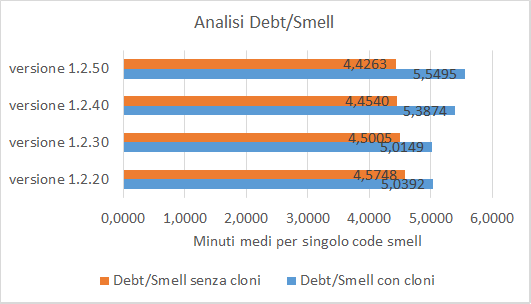 Analisi Debt/Smell
versione 1.2.50
4,4263
5,5495
versione 1.2.40
4,4540
5,3874
versione 1.2.30
4,5005
5,0149
versione 1.2.20
4,5748
5,0392
0,0000 1,0000 2,0000 3,0000 4,0000 5,0000 6,0000
Minuti medi per singolo code smell
Debt/Smell senza cloni Debt/Smell con cloni